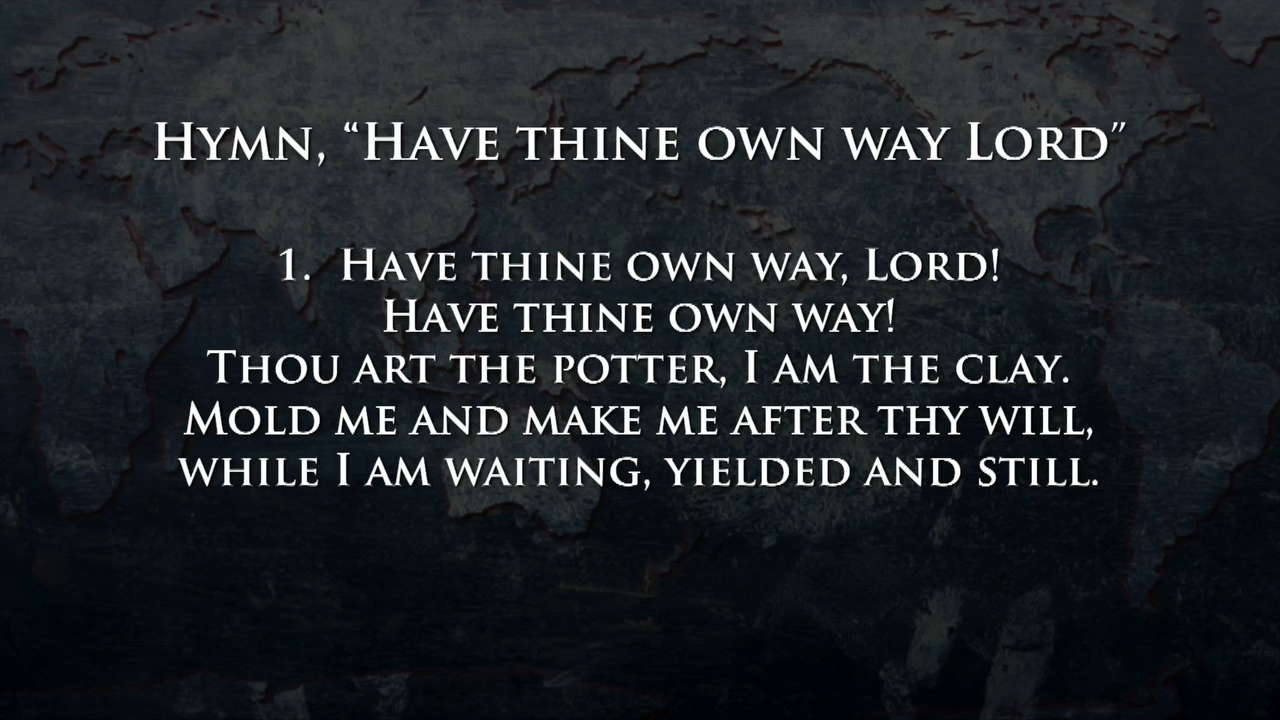 Hymn, “Have thine own way Lord”
1. Have thine own way, Lord!
Have thine own way!
Thou art the potter, I am the clay.
Mold me and make me after thy will,
while I am waiting, yielded and still.